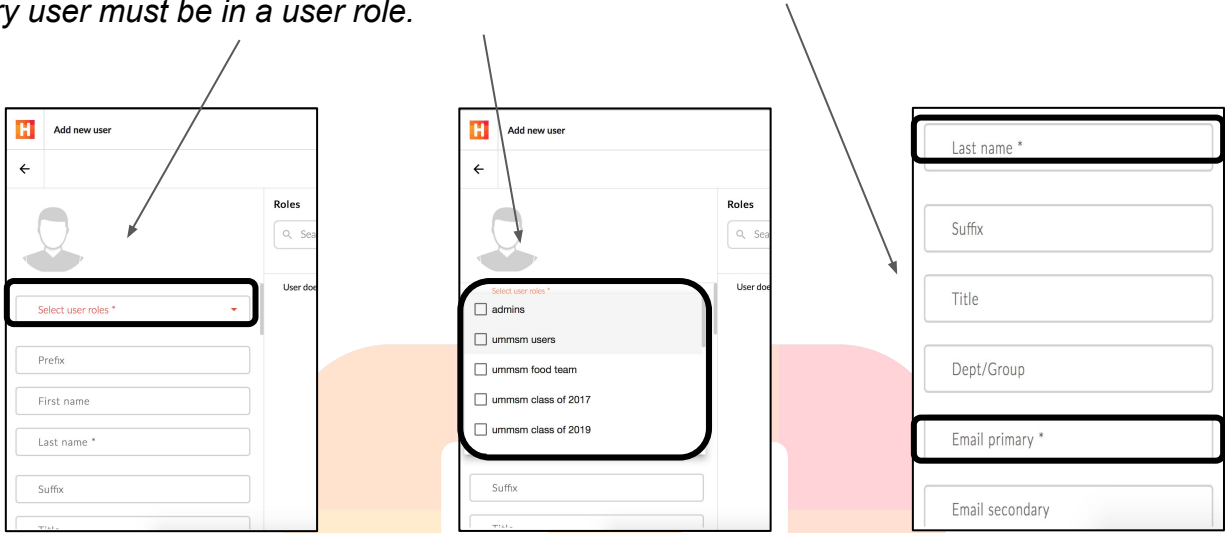 user must be in a user role.
H Add new user
Roles
Select user roles *
Prefix
First name
Last name *
Suffix
H Add new user
Roles
Select user roles *
admins
ummsm users
ummsm food team
ummsm class of 2017
ummsm class of 2019
Suffix
Last name *
Suffix
Title
Dept/Group
Email primary *
Email secondary